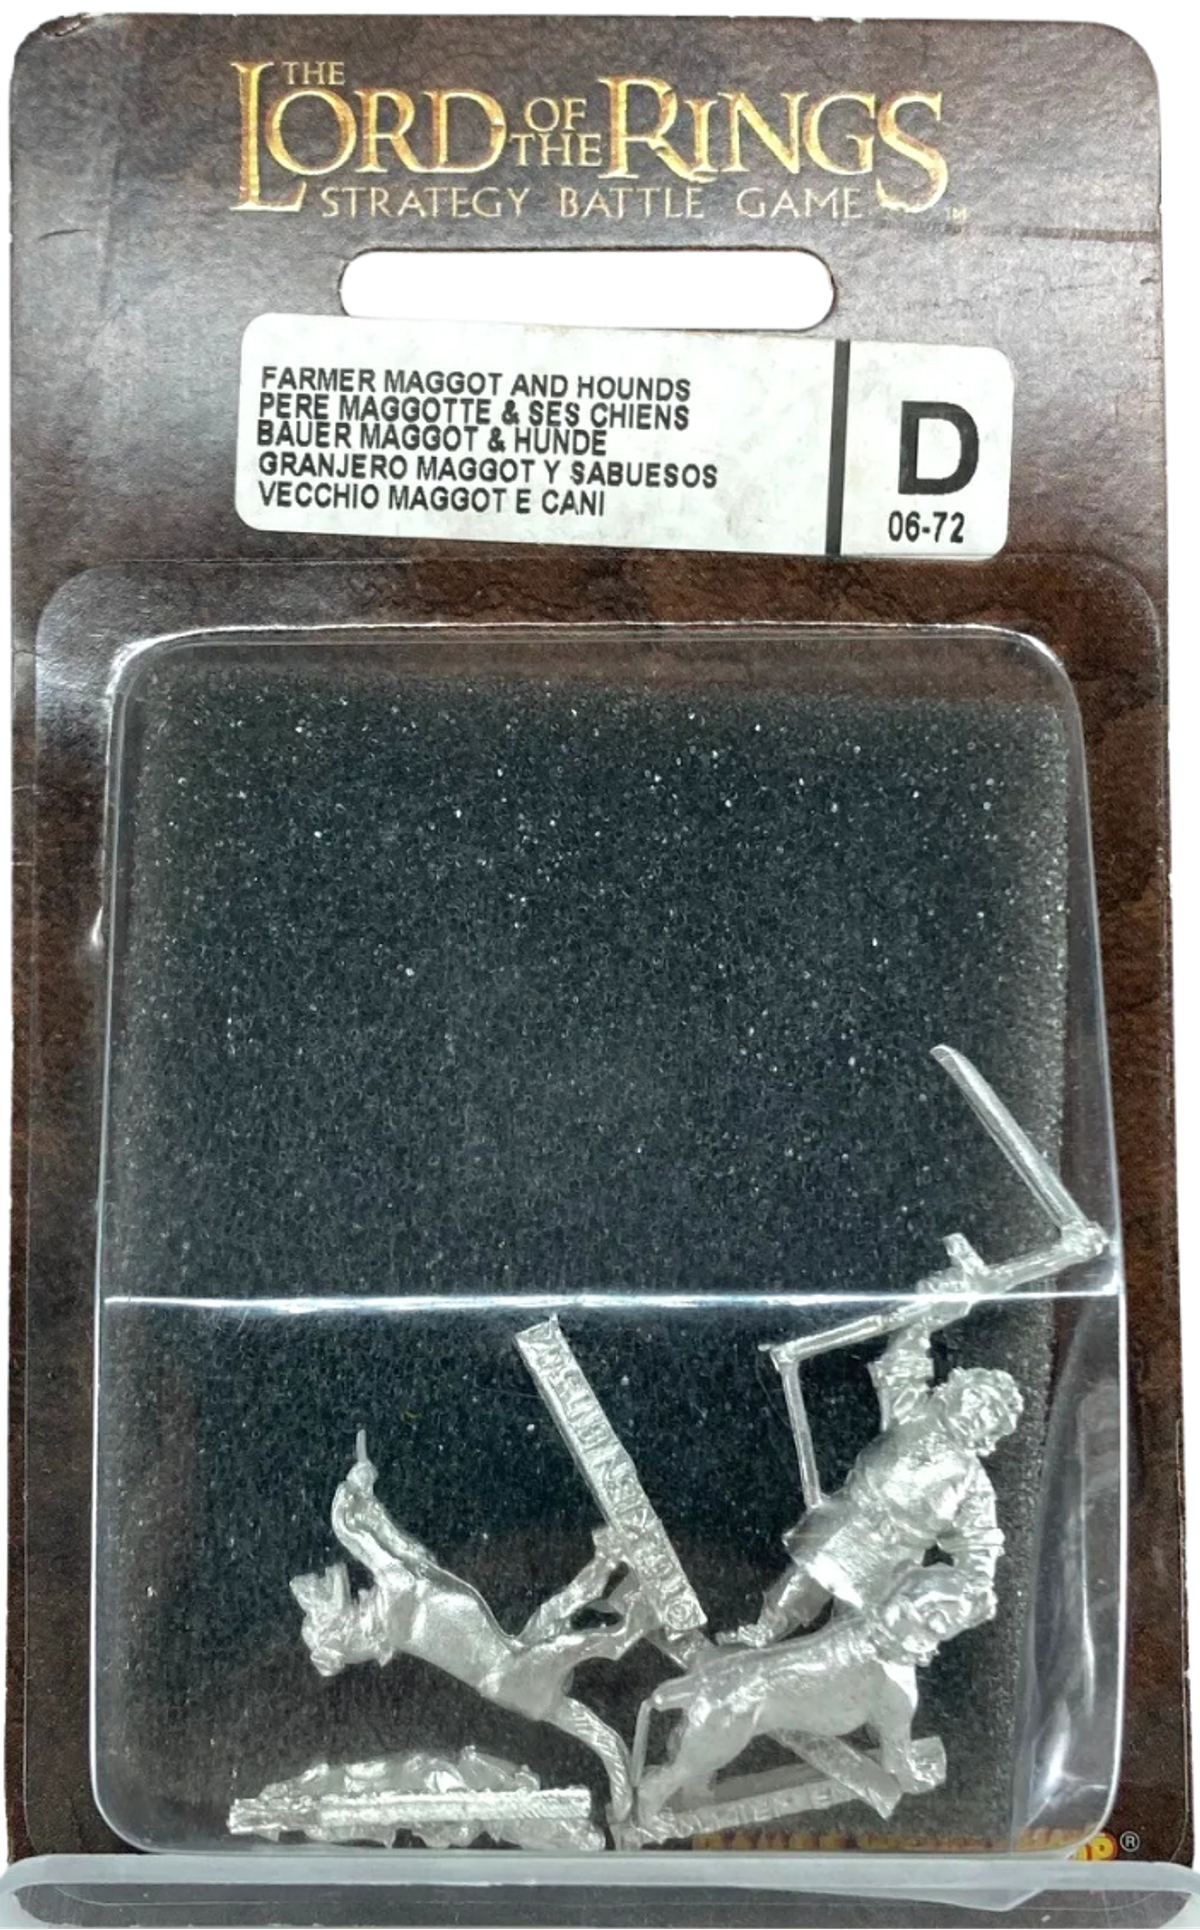 THE
LORD OF THE RINGS
STRATEGY BATTLE GAME™
FARMER MAGGOT AND HOUNDS
PERE MAGGOTTE & SES CHIENS
BAUER MAGGOT & HUNDE
GRANJERO MAGGOT Y SABUESOS
VECCHIO MAGGOT E CANI
D
06-72
®